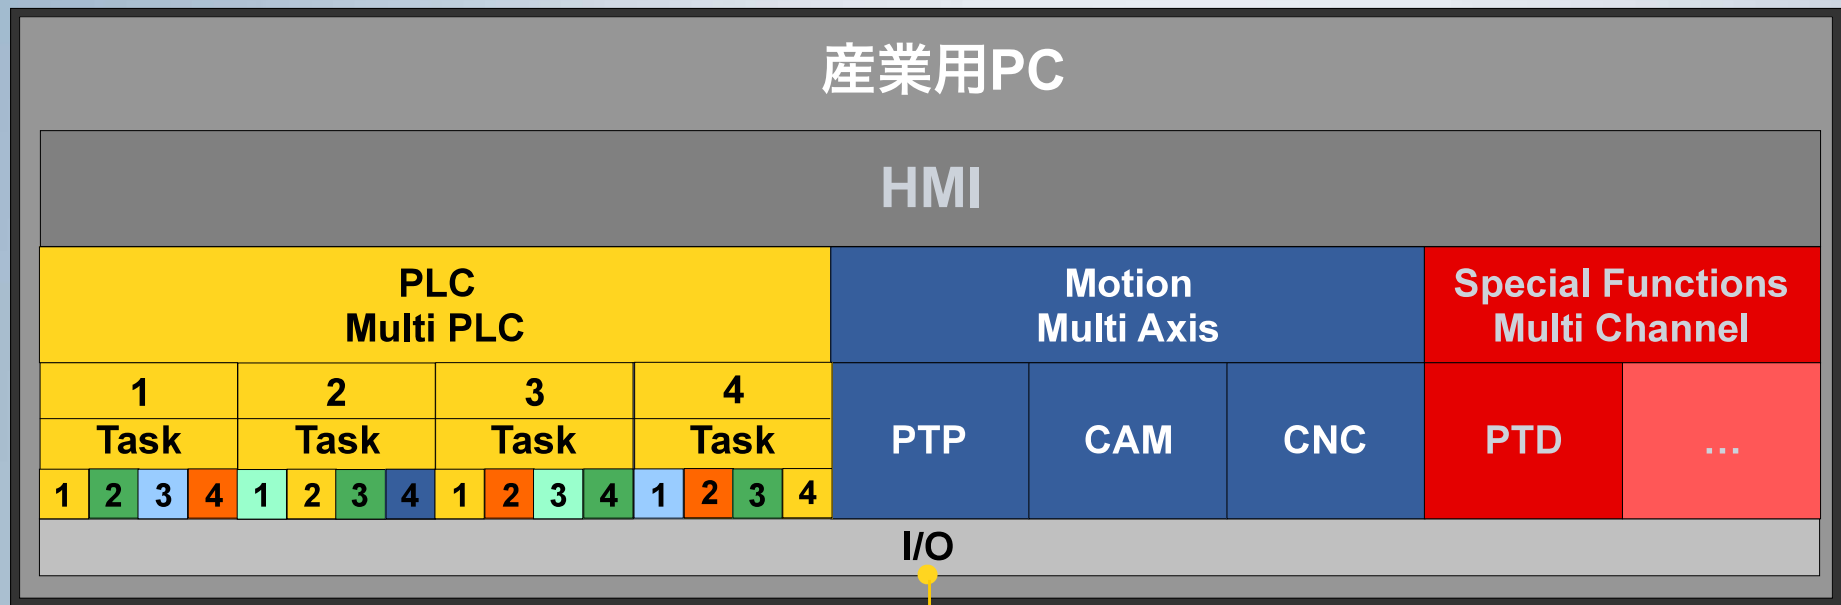 産業用PC
HMI
PLC
Multi PLC
Motion
Multi Axis
Special Functions
Multi Channel
1 2 3 4
Task Task Task Task
PTP CAM CNC PTD ...
1 2 3 4 1 2 3 4 1 2 3 4 1 2 3 4
I/O